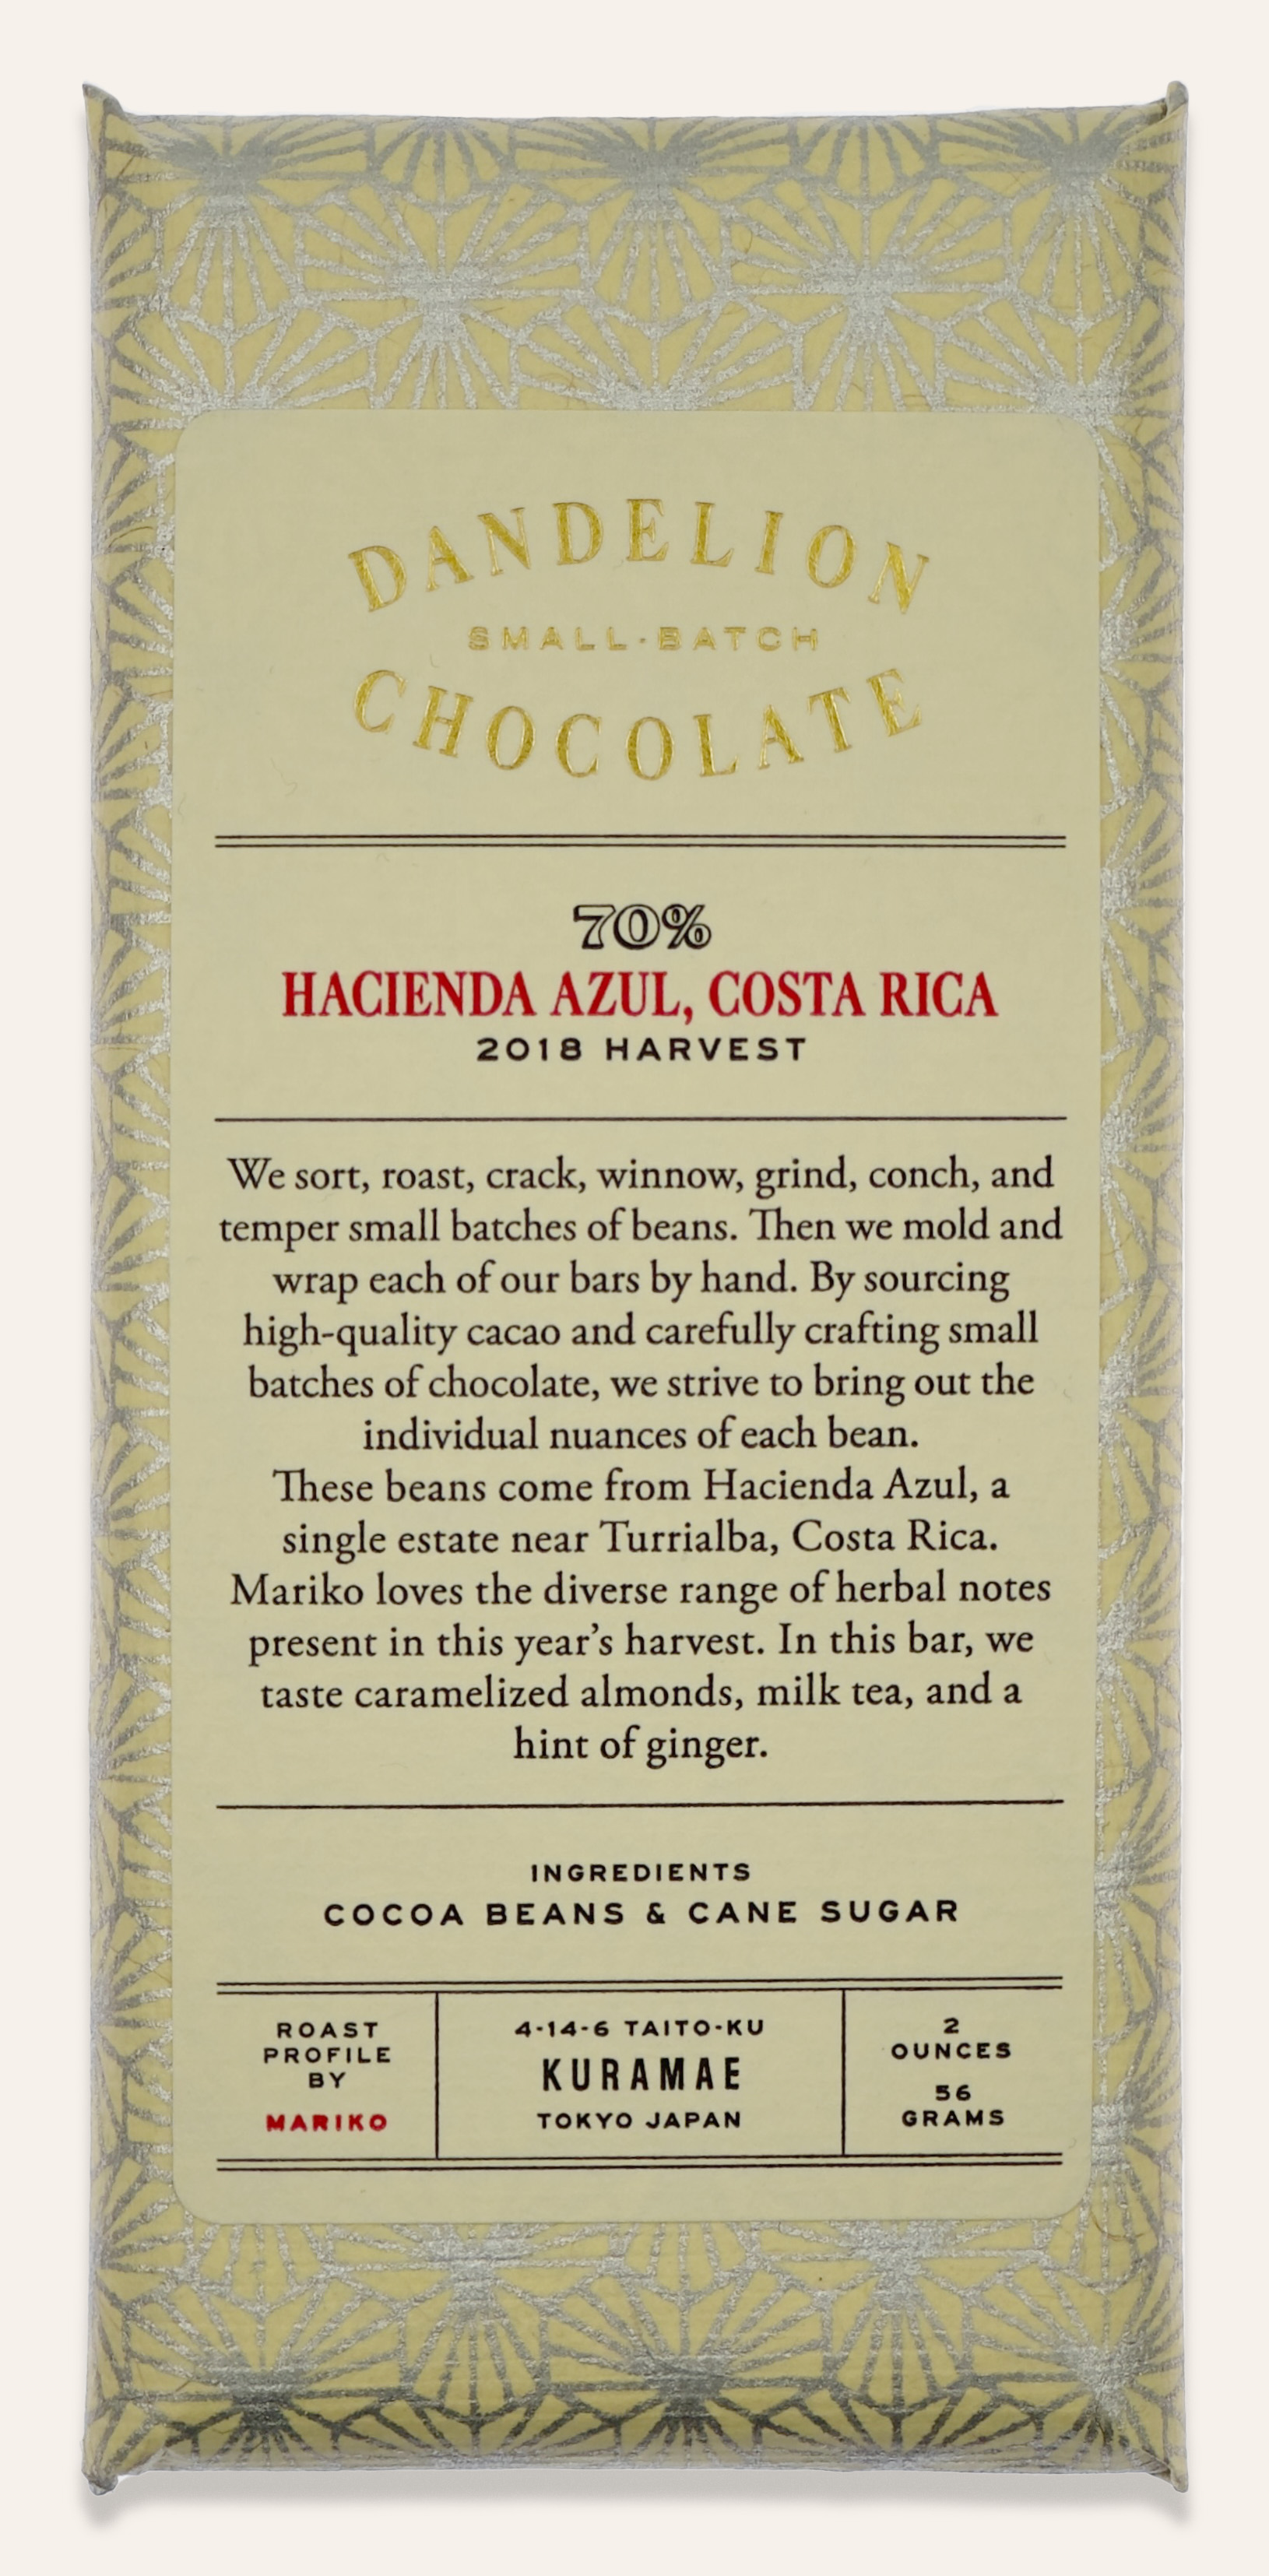 DANDELION
SMALL-BATCH
CHOCOLATE
70%
HACIENDA AZUL, COSTA RICA
2018 HARVEST
We sort, roast, crack, winnow, grind, conch, and
temper small batches of beans. Then we mold and
wrap each of our bars by hand. By sourcing
high-quality cacao and carefully crafting small
batches of chocolate, we strive to bring out the
individual nuances of each bean.
These beans come from Hacienda Azul, a
single estate near Turrialba, Costa Rica.
Mariko loves the diverse range of herbal notes
present in this year’s harvest. In this bar, we
taste caramelized almonds, milk tea, and a
hint of ginger.
INGREDIENTS
COCOA BEANS & CANE SUGAR
ROAST
PROFILE
BY
MARIKO
4-14-6 TAITO-KU
KURAMAE
TOKYO JAPAN
2
OUNCES
56
GRAMS